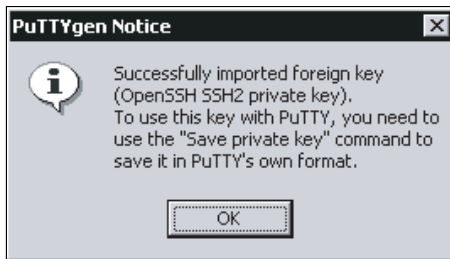 PuTTYgen Notice
Successfully imported foreign key
(OpenSSH SSH2 private key).
To use this key with PuTTY, you need to
use the "Save private key" command to
save it in PuTTY's own format.
OK